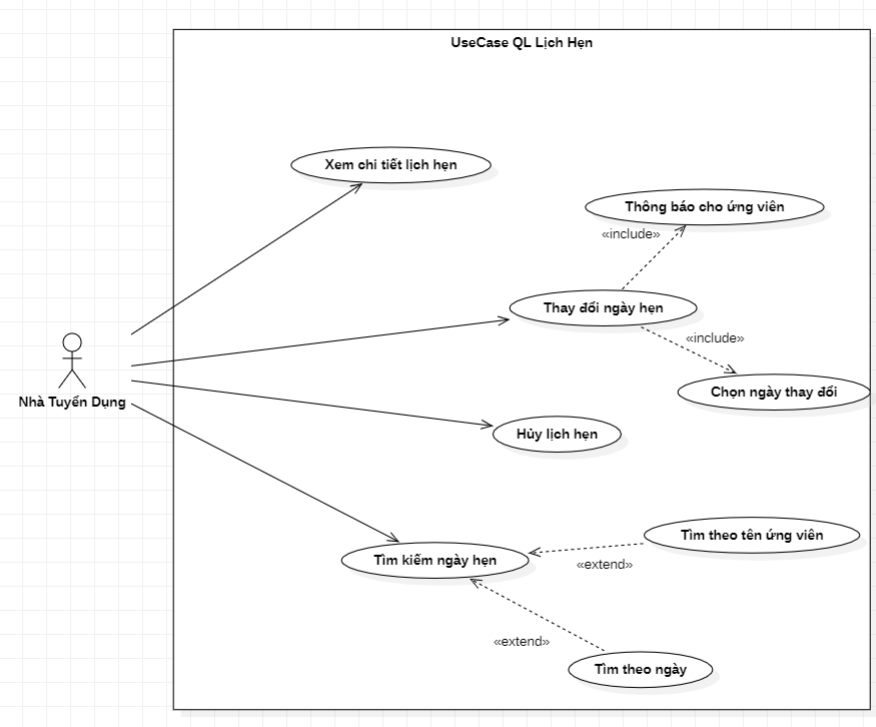 UseCase QL Lịch Hẹn
Xem chi tiết lịch hẹn
Thông báo cho ứng viên
«include»
Thay đổi ngày hẹn
«include»
Chọn ngày thay đổi
Nhà Tuyển Dụng
Hủy lịch hẹn
Tìm theo tên ứng viên
Tìm kiếm ngày hẹn
«extend»
«extend»
Tìm theo ngày